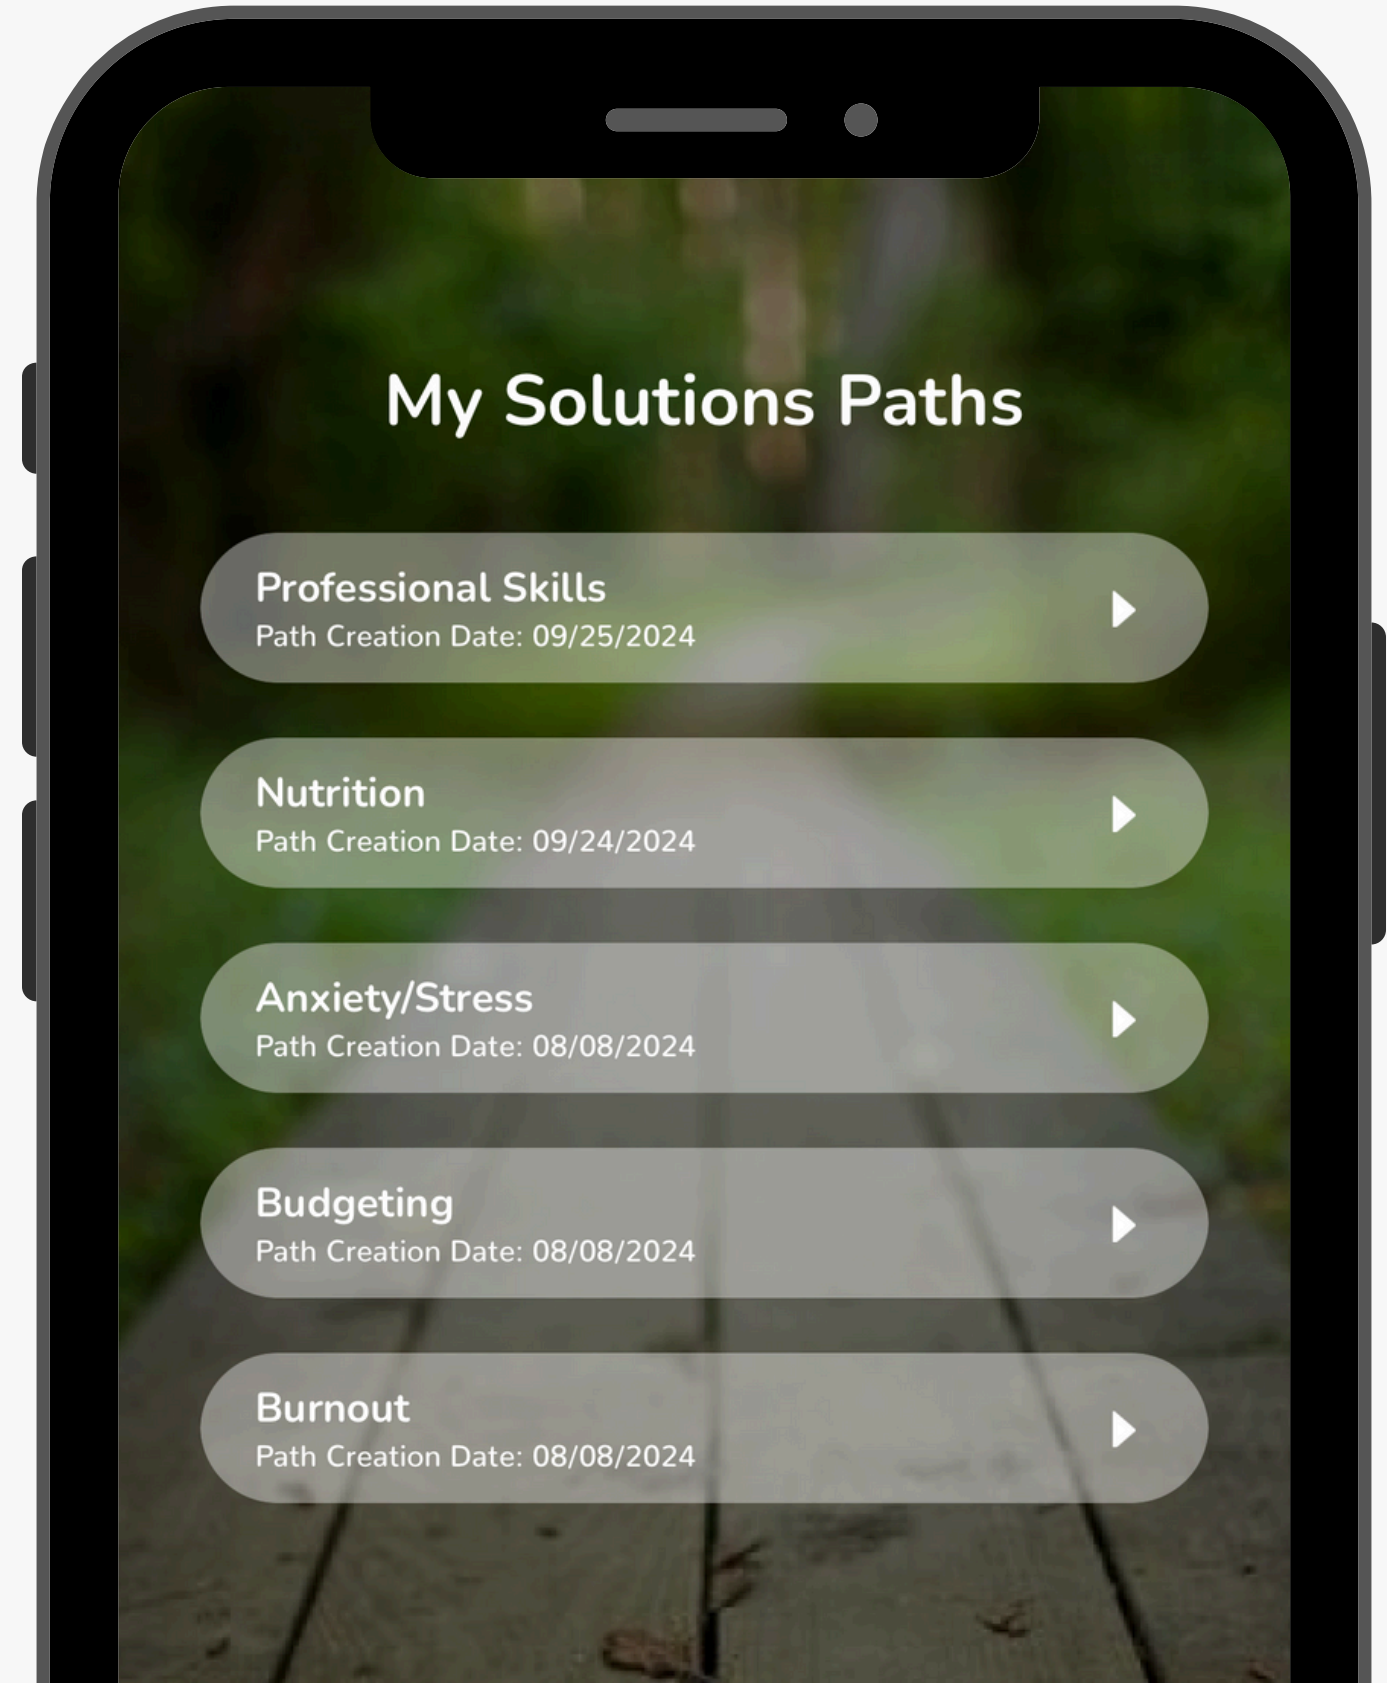 My Solutions Paths
Professional Skills
Path Creation Date: 09/25/2024
Nutrition
Path Creation Date: 09/24/2024
Anxiety/Stress
Path Creation Date: 08/08/2024
Budgeting
Path Creation Date: 08/08/2024
Burnout
Path Creation Date: 08/08/2024